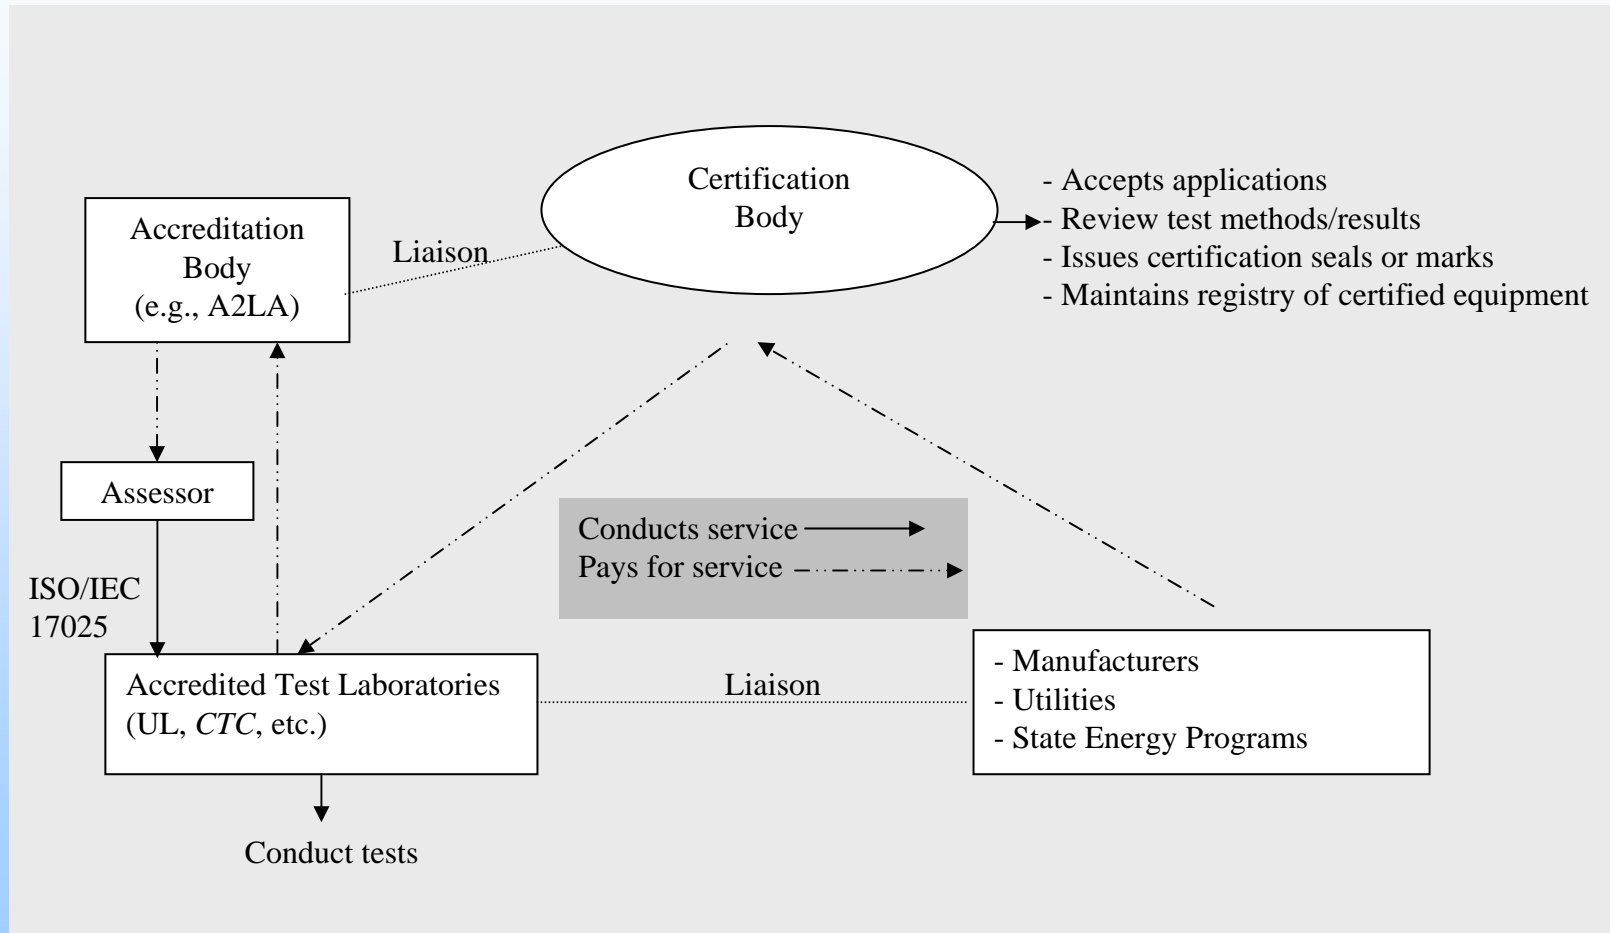 Certification
Body
- Accepts applications
- Review test methods/results
- Issues certification seals or marks
- Maintains registry of certified equipment
Accreditation
Body
(e.g., A2LA)
Liaison
Assessor
Conducts service
Pays for service
ISO/IEC
17025
Accredited Test Laboratories
(UL, CTC, etc.)
Liaison
- Manufacturers
- Utilities
- State Energy Programs
Conduct tests